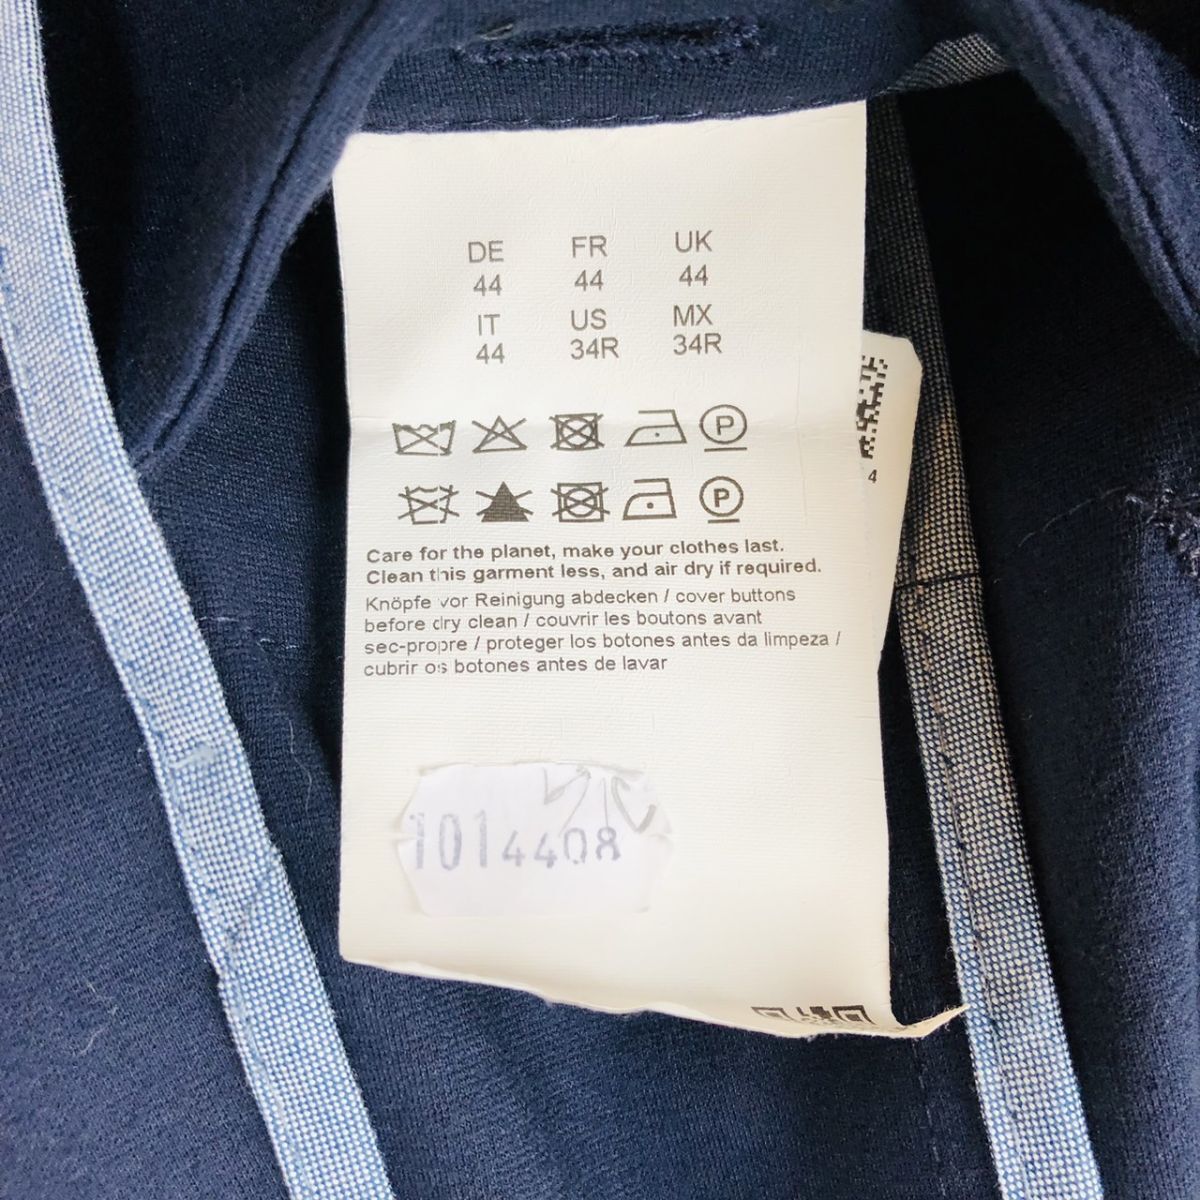 DE FR UK
44 44 44
IT US MX
44 34R 34R
P
P
4
Care for the planet, make your clothes last.
Clean this garment less, and air dry if required.
Knöpfe vor Reinigung abdecken / cover buttons
before dry clean / couvrir les boutons avant
sec-propre / proteger los botones antes da limpeza /
cubrir os botones antes de lavar
1014408